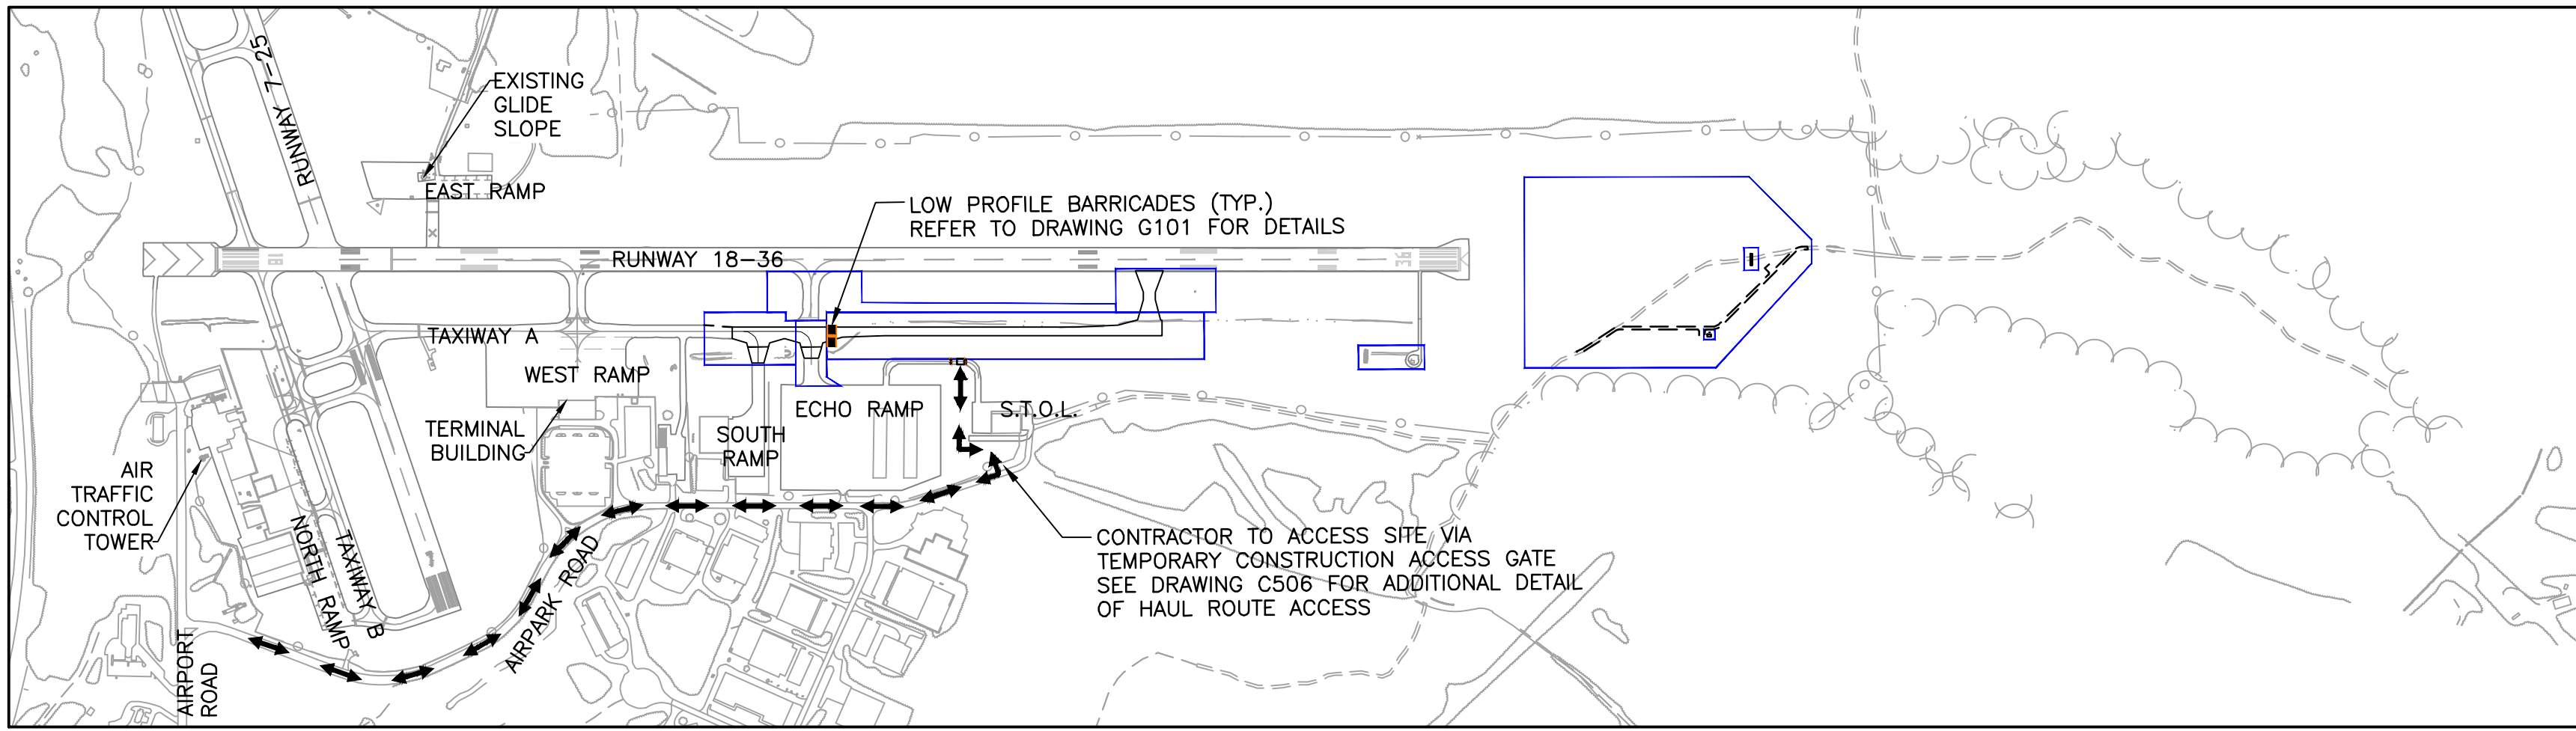 RUNWAY 7-25
EXISTING
GLIDE
SLOPE
EAST RAMP
LOW PROFILE BARRICADES (TYP.)
REFER TO DRAWING G101 FOR DETAILS
RUNWAY 18-36
18
36
TAXIWAY A
WEST RAMP
ECHO RAMP
S.T.O.L.
TERMINAL
BUILDING
SOUTH
RAMP
AIR
TRAFFIC
CONTROL
TOWER
NORTH RAMP
TAXIWAY B
AIRPARK ROAD
AIRPORT
ROAD
CONTRACTOR TO ACCESS SITE VIA
TEMPORARY CONSTRUCTION ACCESS GATE
SEE DRAWING C506 FOR ADDITIONAL DETAIL
OF HAUL ROUTE ACCESS